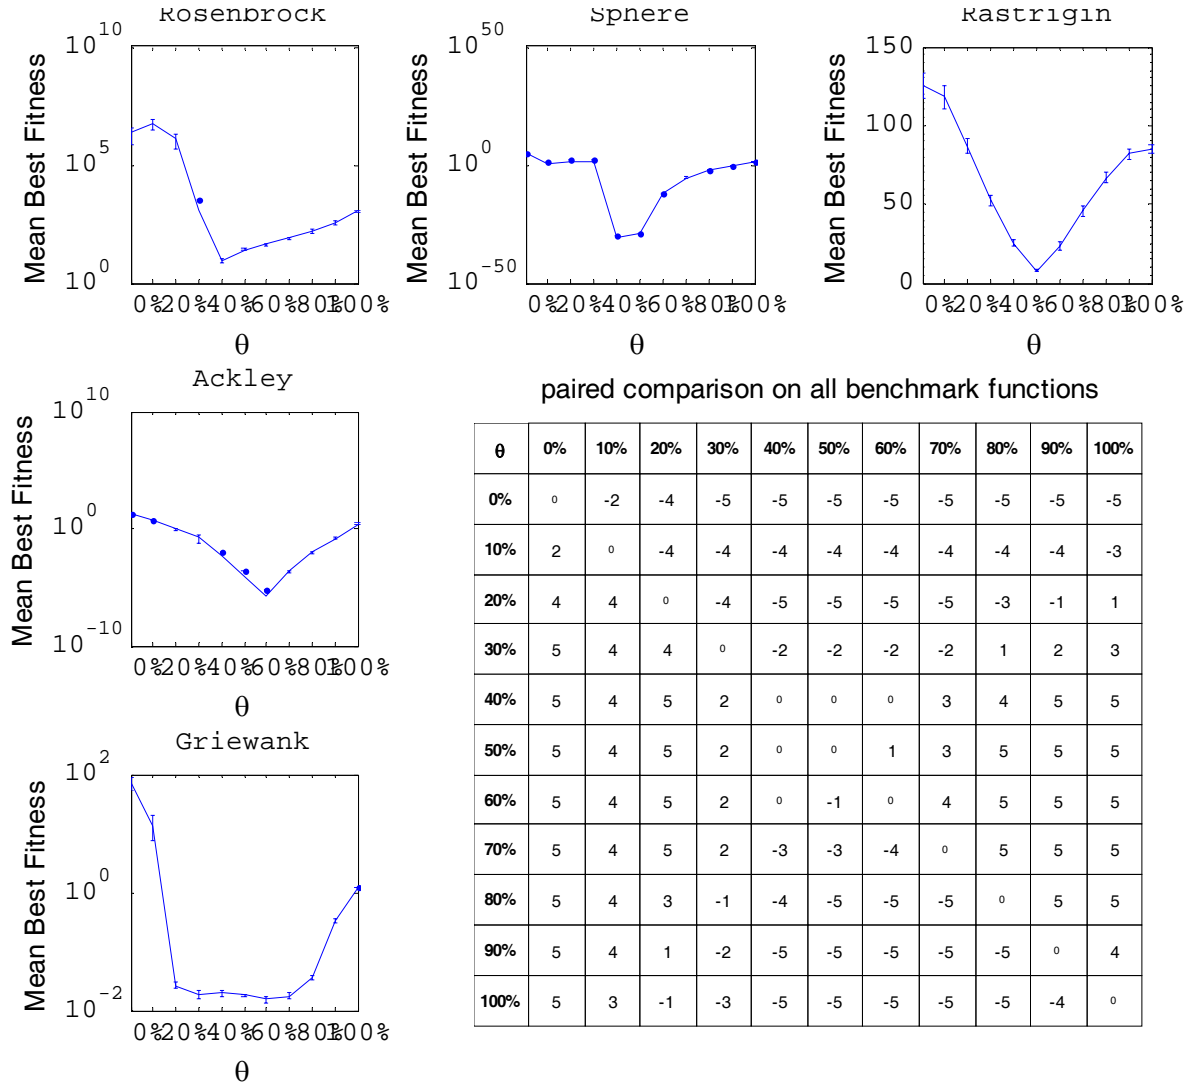 Rosenbrock
Mean Best Fitness
10^10
10^5
10^0
0% 20% 40% 60% 80% 100%
θ
Sphere
Mean Best Fitness
10^50
10^0
10^-50
0% 20% 40% 60% 80% 100%
θ
Rastrigin
Mean Best Fitness
150
100
50
0
0% 20% 40% 60% 80% 100%
θ
Ackley
Mean Best Fitness
10^10
10^0
10^-10
0% 20% 40% 60% 80% 100%
θ
Griewank
Mean Best Fitness
10^2
10^0
10^-2
0% 20% 40% 60% 80% 100%
θ
paired comparison on all benchmark functions
θ 0% 10% 20% 30% 40% 50% 60% 70% 80% 90% 100%
0% 0 -2 -4 -5 -5 -5 -5 -5 -5 -5 -5
10% 2 0 -4 -4 -4 -4 -4 -4 -4 -4 -3
20% 4 4 0 -4 -5 -5 -5 -5 -3 -1 1
30% 5 4 4 0 -2 -2 -2 -2 1 2 3
40% 5 4 5 2 0 0 0 3 4 5 5
50% 5 4 5 2 0 0 1 3 5 5 5
60% 5 4 5 2 0 -1 0 4 5 5 5
70% 5 4 5 2 -3 -3 -4 0 5 5 5
80% 5 4 3 -1 -4 -5 -5 -5 0 5 5
90% 5 4 1 -2 -5 -5 -5 -5 -5 0 4
100% 5 3 -1 -3 -5 -5 -5 -5 -5 -4 0